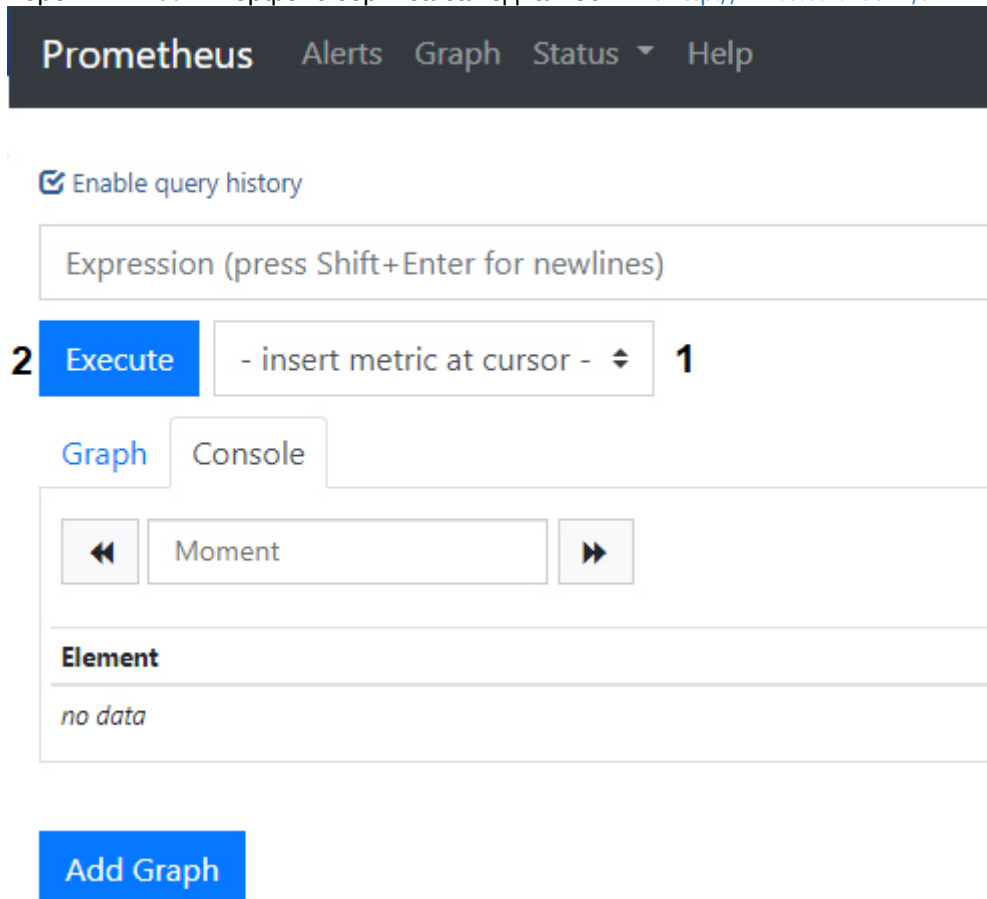 Prometheus Alerts Graph Status Help
Enable query history
Expression (press Shift+Enter for newlines)
2 Execute - insert metric at cursor - 1
Graph Console
Moment
Element
no data
Add Graph